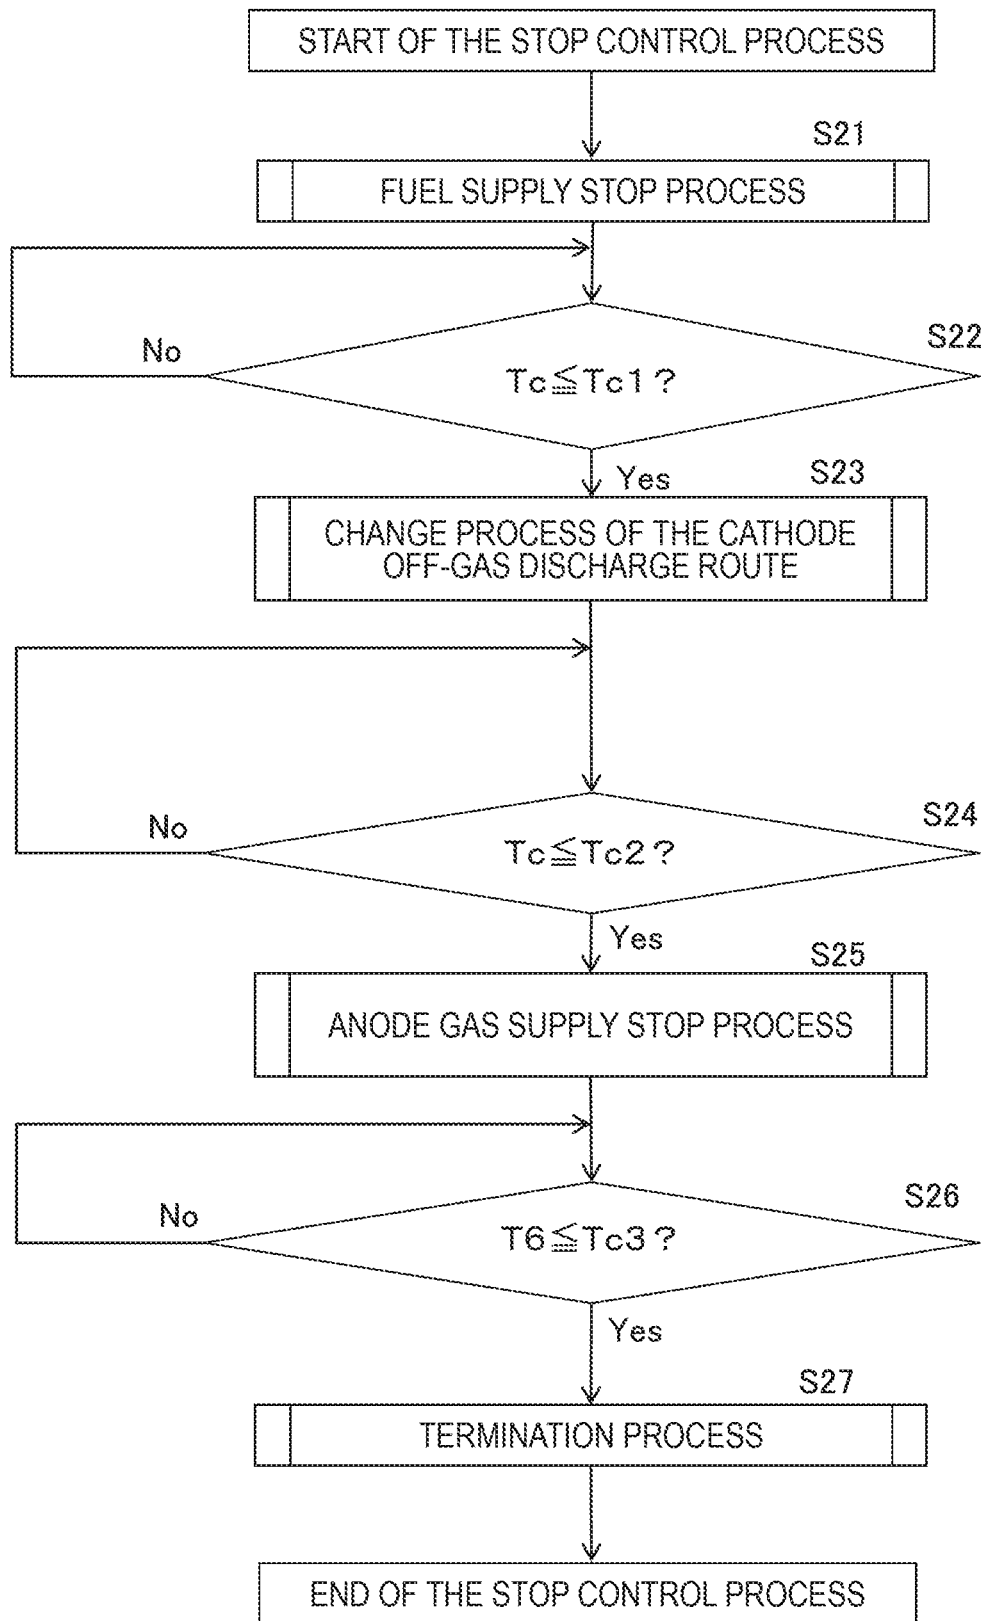 START OF THE STOP CONTROL PROCESS
S21
FUEL SUPPLY STOP PROCESS
S22
No
Tc≦Tc1?
Yes
S23
CHANGE PROCESS OF THE CATHODE
OFF-GAS DISCHARGE ROUTE
S24
No
Tc≦Tc2?
Yes
S25
ANODE GAS SUPPLY STOP PROCESS
S26
No
T6≦Tc3?
Yes
S27
TERMINATION PROCESS
END OF THE STOP CONTROL PROCESS